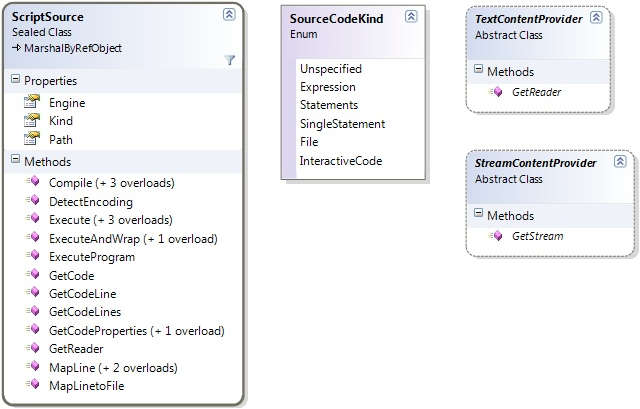 ScriptSource
Sealed Class
MarshalByRefObject
Properties
Engine
Kind
Path
Methods
Compile (+ 3 overloads)
DetectEncoding
Execute (+ 3 overloads)
ExecuteAndWrap (+ 1 overload)
ExecuteProgram
GetCode
GetCodeLine
GetCodeLines
GetCodeProperties (+ 1 overload)
GetReader
MapLine (+ 2 overloads)
MapLinetoFile
SourceCodeKind
Enum
Unspecified
Expression
Statements
SingleStatement
File
InteractiveCode
TextContentProvider
Abstract Class
Methods
GetReader
StreamContentProvider
Abstract Class
Methods
GetStream